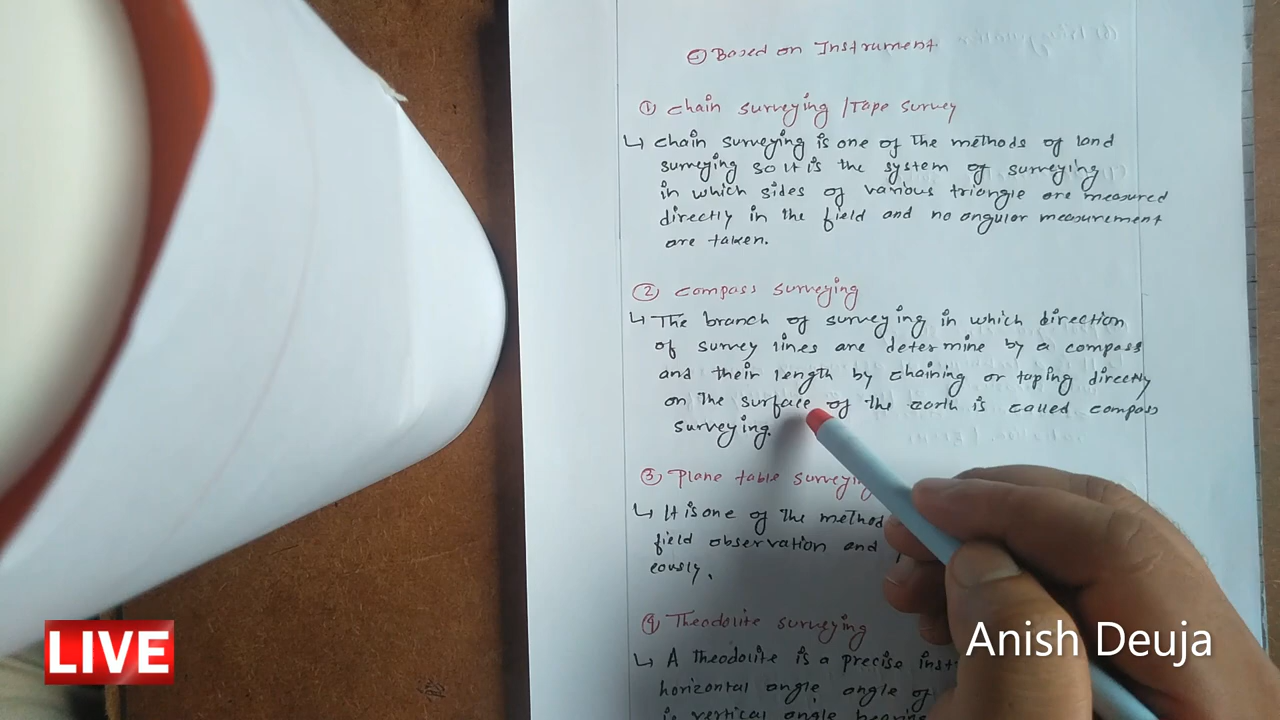 ⊖ Based on Instrument
① Chain surveying /Tape survey
↳ Chain surveying is one of the methods of land
surveying so it is the system of surveying
in which sides of various triangle are measured
directly in the field and no angular measurement
are taken.
② Compass surveying
↳ The branch of surveying in which direction
of survey lines are determine by a compass
and their length by chaining or taping directly
on the surface of the earth is called compass
surveying.
③ Plane table surveying
↳ It is one of the method
field observation and
eously.
④ Theodolite surveying
↳ A theodolite is a precise inst
horizontal angle, angle of
is vertical angle bearing
LIVE
Anish Deuja